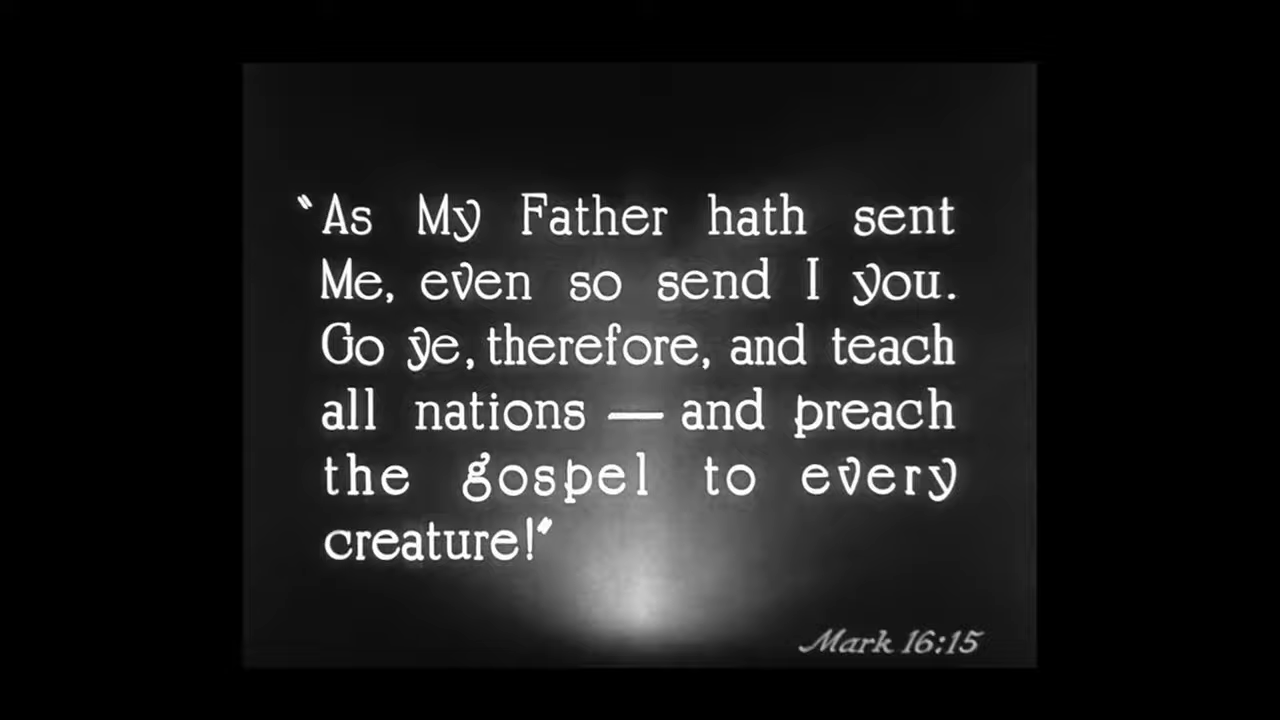 "As My Father hath sent
Me, even so send I you.
Go ye, therefore, and teach
all nations — and preach
the gospel to every
creature!"
Mark 16:15